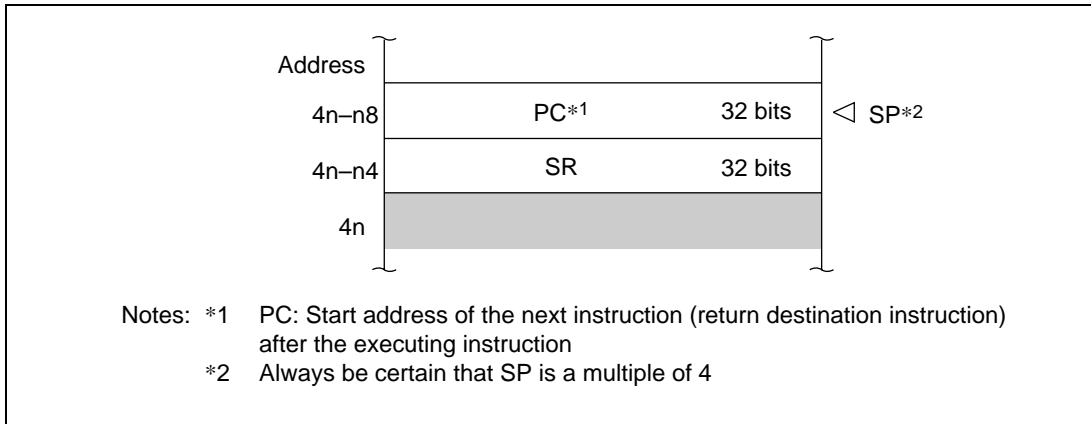 Address
4n–n8 PC*1 32 bits SP*2
4n–n4 SR 32 bits
4n
Notes: *1 PC: Start address of the next instruction (return destination instruction)
after the executing instruction
*2 Always be certain that SP is a multiple of 4